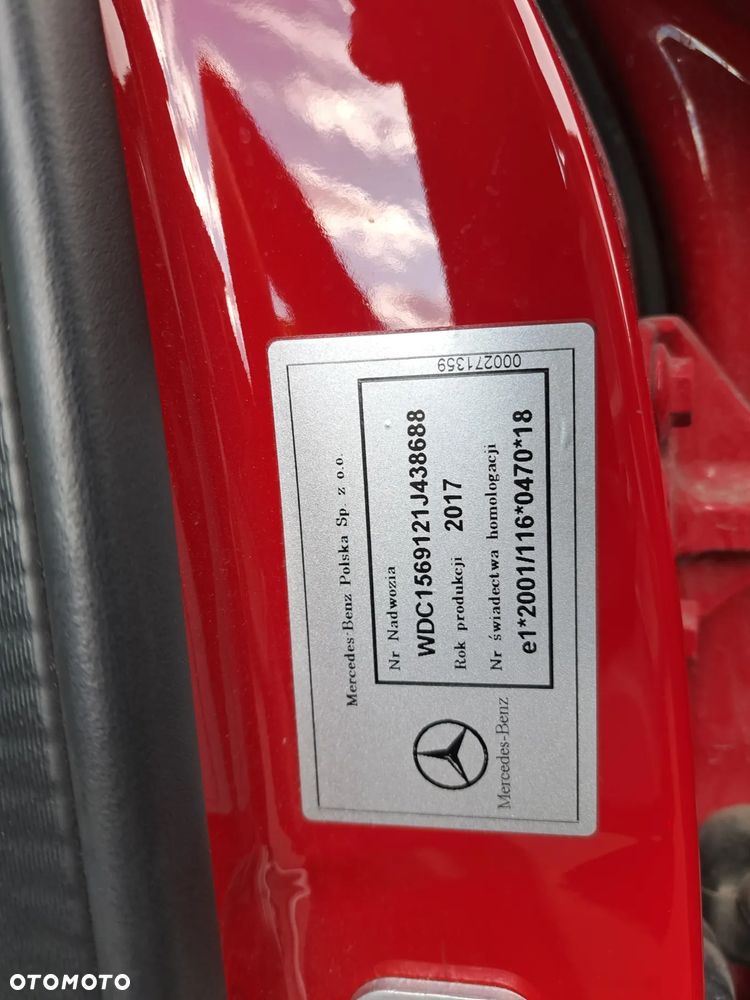 Mercedes-Benz Polska Sp. z o.o.
Nr Nadwozia
WDC1569121J438688
Rok produkcji 2017
Nr świadectwa homologacji
e1*2001/116*0470*18
000271359
Mercedes-Benz
OTOMOTO